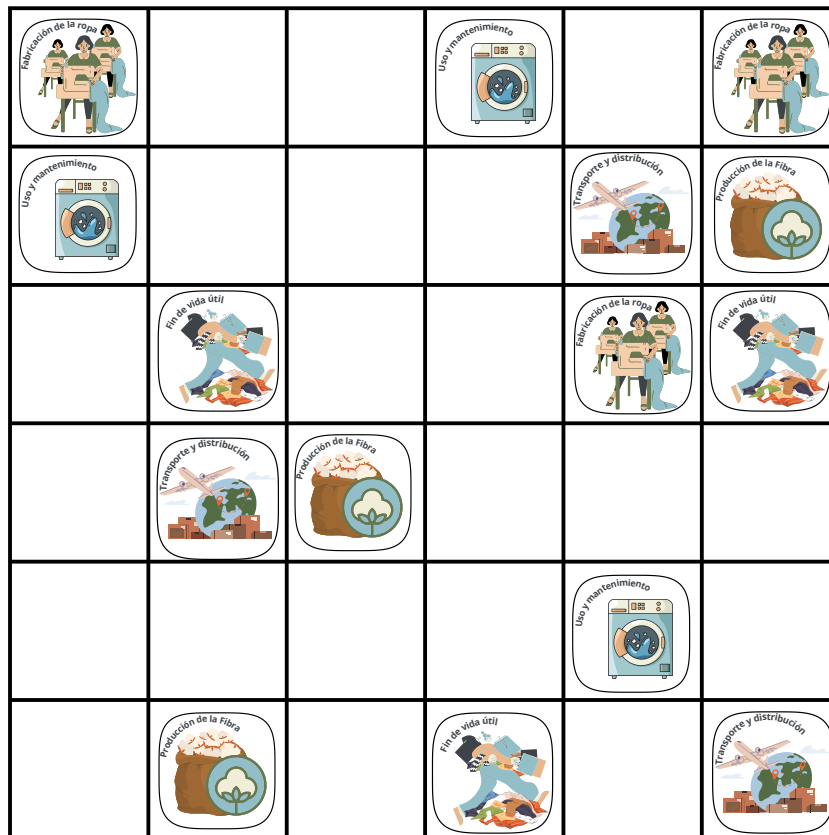 Fabricación de la ropa
Uso y mantenimiento
Fabricación de la ropa
Uso y mantenimiento
Transporte y distribución
Producción de la Fibra
Fin de vida útil
Fabricación de la ropa
Fin de vida útil
Transporte y distribución
Producción de la Fibra
Uso y mantenimiento
Producción de la Fibra
Fin de vida útil
Transporte y distribución